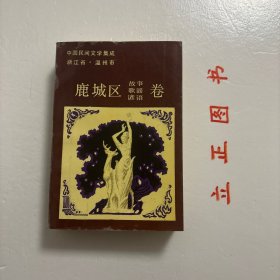 中国民间文学集成
浙江省·温州市
鹿城区 故事 歌谣 谚语 卷
立正图书